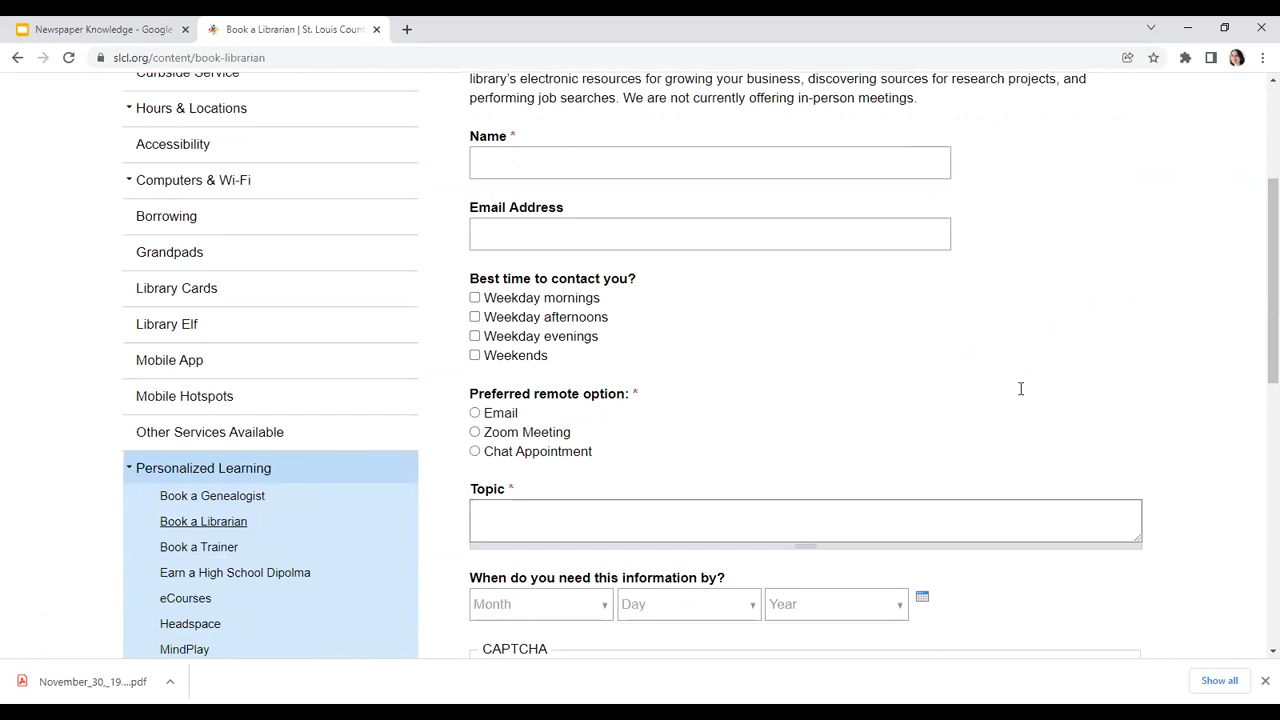 Newspaper Knowledge - Google
Book a Librarian | St. Louis Coun
slcl.org/content/book-librarian
Curbside Service
Hours & Locations
Accessibility
Computers & Wi-Fi
Borrowing
Grandpads
Library Cards
Library Elf
Mobile App
Mobile Hotspots
Other Services Available
Personalized Learning
Book a Genealogist
Book a Librarian
Book a Trainer
Earn a High School Dipolma
eCourses
Headspace
MindPlay
library's electronic resources for growing your business, discovering sources for research projects, and
performing job searches. We are not currently offering in-person meetings.
Name *
Email Address
Best time to contact you?
Weekday mornings
Weekday afternoons
Weekday evenings
Weekends
Preferred remote option: *
Email
Zoom Meeting
Chat Appointment
Topic *
When do you need this information by?
Month Day Year
CAPTCHA
November_30,_19....pdf
Show all